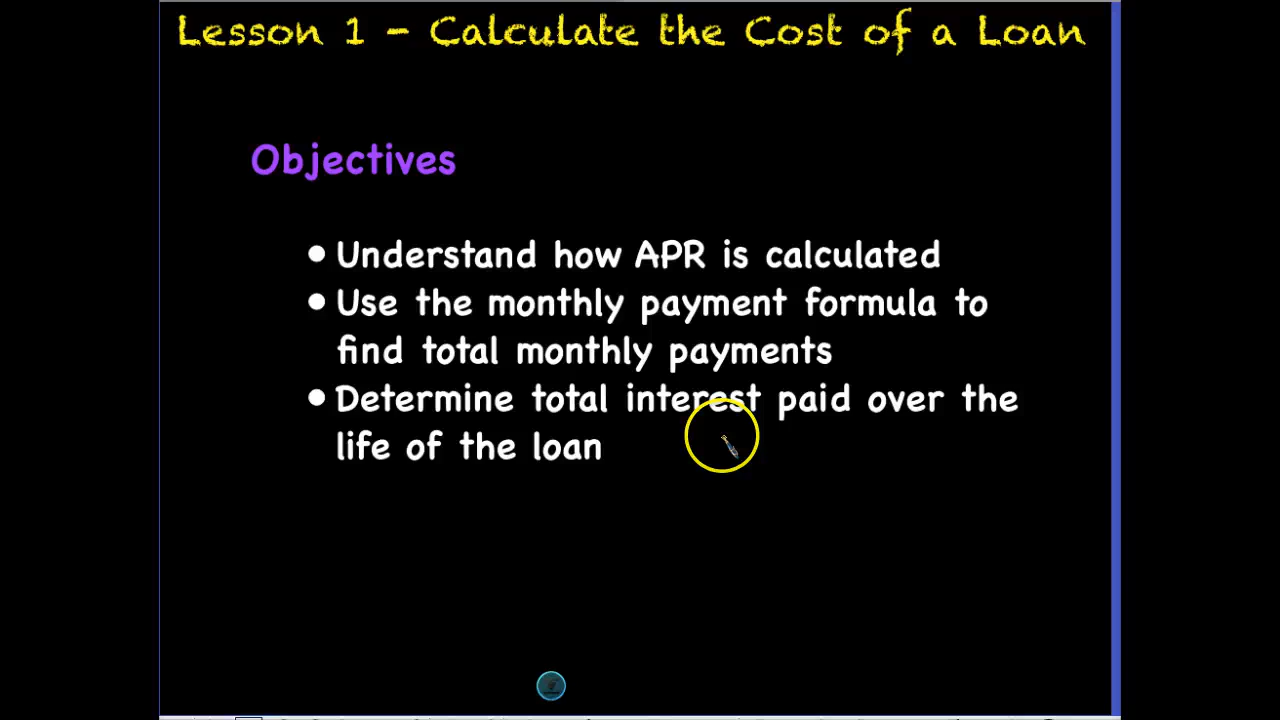 Lesson 1 - Calculate the Cost of a Loan
Objectives
• Understand how APR is calculated
• Use the monthly payment formula to
find total monthly payments
• Determine total interest paid over the
life of the loan